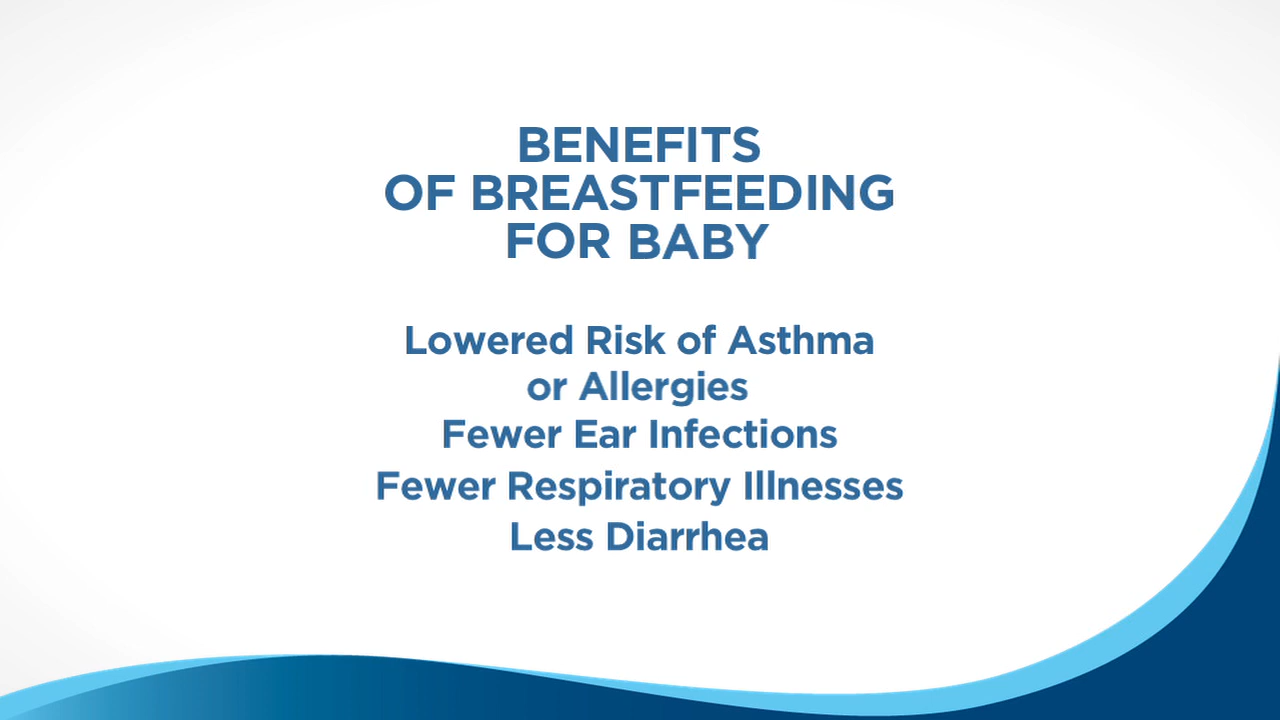 BENEFITS
OF BREASTFEEDING
FOR BABY
Lowered Risk of Asthma
or Allergies
Fewer Ear Infections
Fewer Respiratory Illnesses
Less Diarrhea